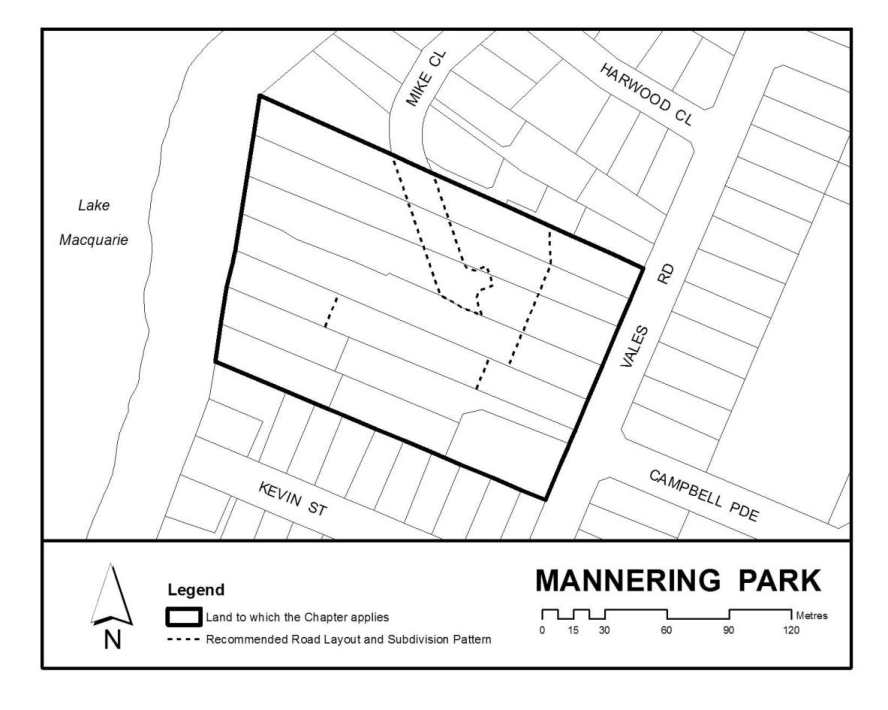 MIKE CL
HARWOOD CL
Lake
Macquarie
VALES RD
KEVIN ST
CAMPBELL PDE
N
Legend
Land to which the Chapter applies
Recommended Road Layout and Subdivision Pattern
MANNERING PARK
0 15 30 60 90 120 Metres